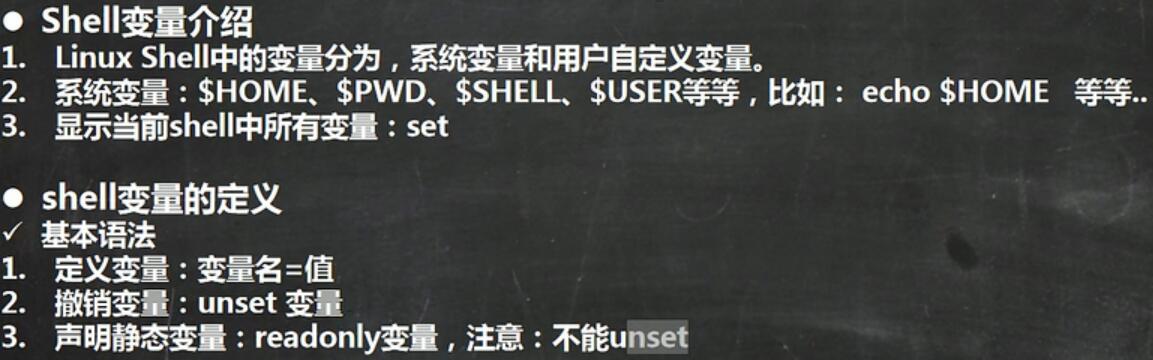 ● Shell变量介绍
1. Linux Shell中的变量分为，系统变量和用户自定义变量。
2. 系统变量：$HOME、$PWD、$SHELL、$USER等等，比如： echo $HOME 等等..
3. 显示当前shell中所有变量：set
● shell变量的定义
✓ 基本语法
1. 定义变量：变量名=值
2. 撤销变量：unset 变量
3. 声明静态变量：readonly变量，注意：不能unset